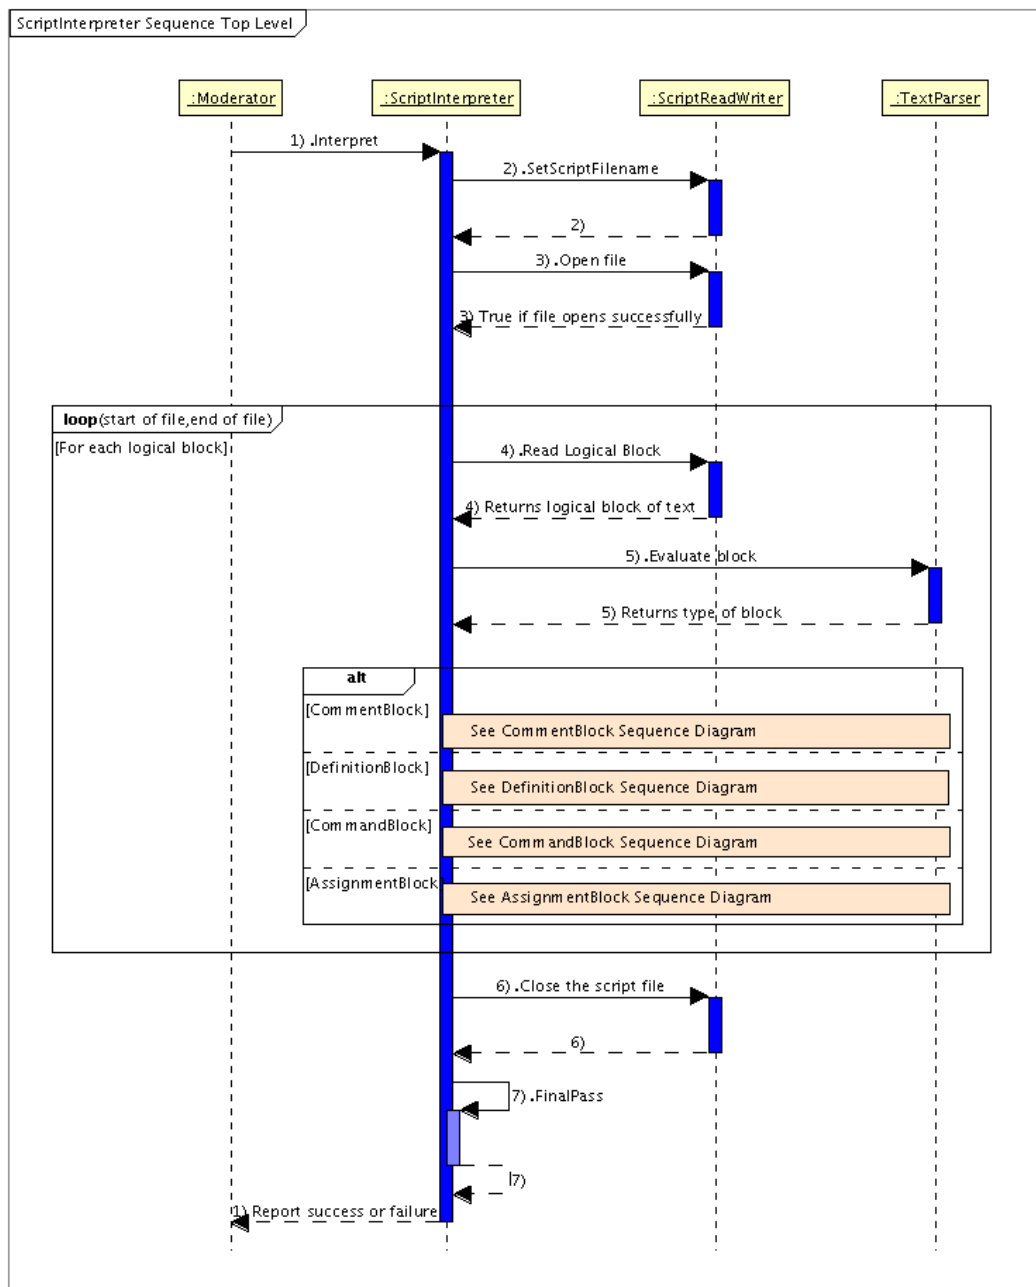 ScriptInterpreter Sequence Top Level
:Moderator
:ScriptInterpreter
:ScriptReadWriter
:TextParser
1) .Interpret
2) .SetScriptFilename
2)
3) .Open file
3) True if file opens successfully
loop(start of file,end of file)
[For each logical block]
4) .Read Logical Block
4) Returns logical block of text
5) .Evaluate block
5) Returns type of block
alt
[CommentBlock]
See CommentBlock Sequence Diagram
[DefinitionBlock]
See DefinitionBlock Sequence Diagram
[CommandBlock]
See CommandBlock Sequence Diagram
[AssignmentBlock]
See AssignmentBlock Sequence Diagram
6) .Close the script file
6)
7) .FinalPass
7)
1) Report success or failure